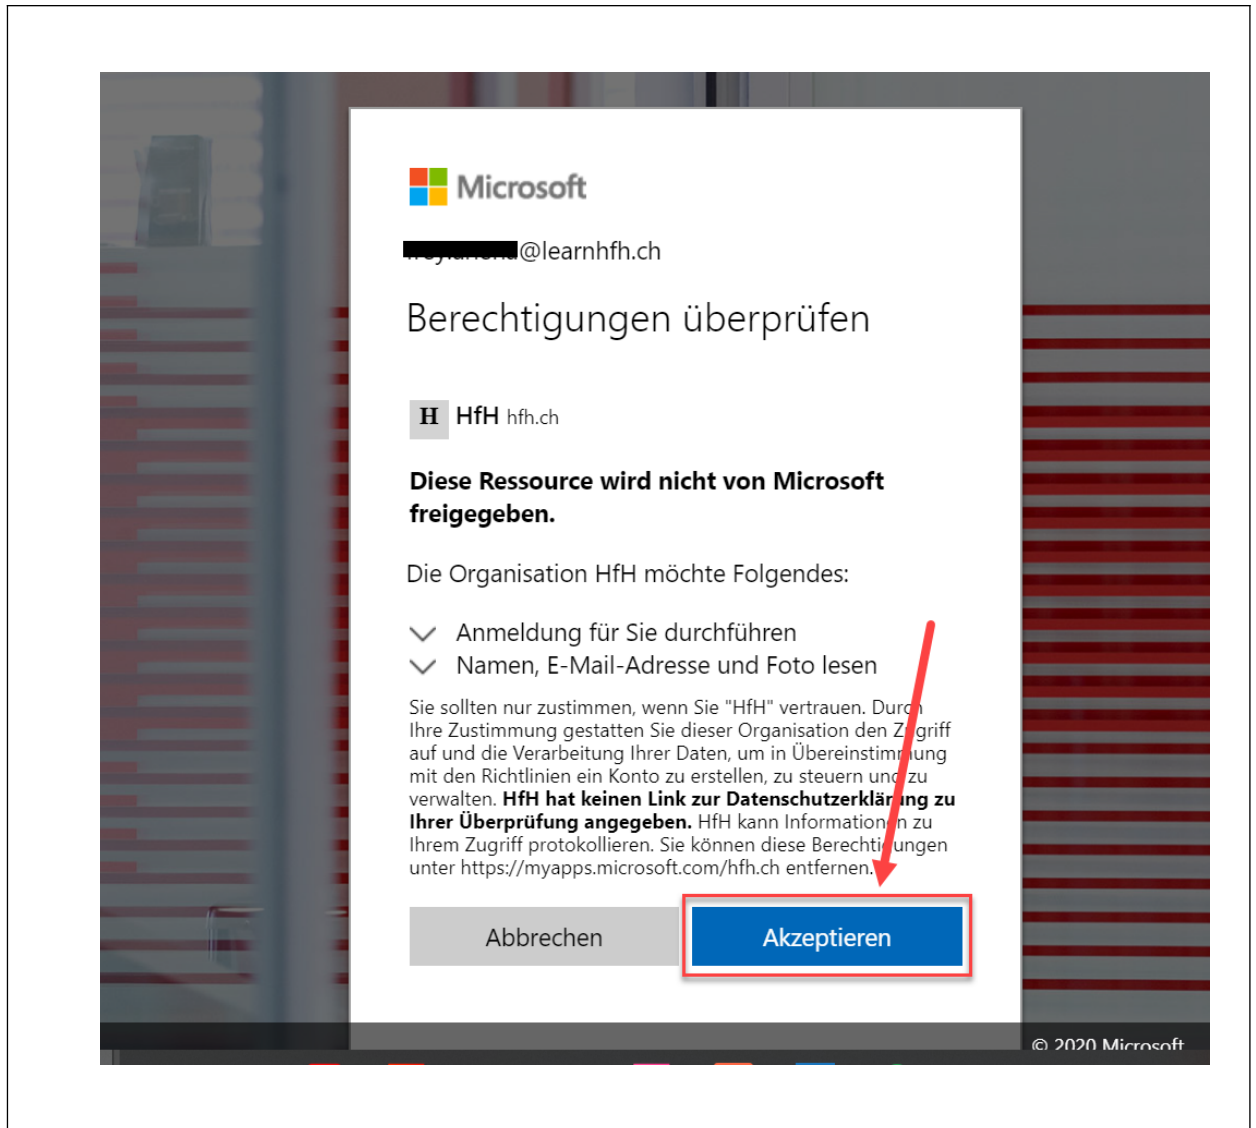 Microsoft
@learnhfh.ch
Berechtigungen überprüfen
H HfH hfh.ch
Diese Ressource wird nicht von Microsoft
freigegeben.
Die Organisation HfH möchte Folgendes:
Anmeldung für Sie durchführen
Namen, E-Mail-Adresse und Foto lesen
Sie sollten nur zustimmen, wenn Sie "HfH" vertrauen. Durch
Ihre Zustimmung gestatten Sie dieser Organisation den Zugriff
auf und die Verarbeitung Ihrer Daten, um in Übereinstimmung
mit den Richtlinien ein Konto zu erstellen, zu steuern und zu
verwalten. HfH hat keinen Link zur Datenschutzerklärung zu
Ihrer Überprüfung angegeben. HfH kann Informationen zu
Ihrem Zugriff protokollieren. Sie können diese Berechtigungen
unter https://myapps.microsoft.com/hfh.ch entfernen.
Abbrechen
Akzeptieren
© 2020 Microsoft